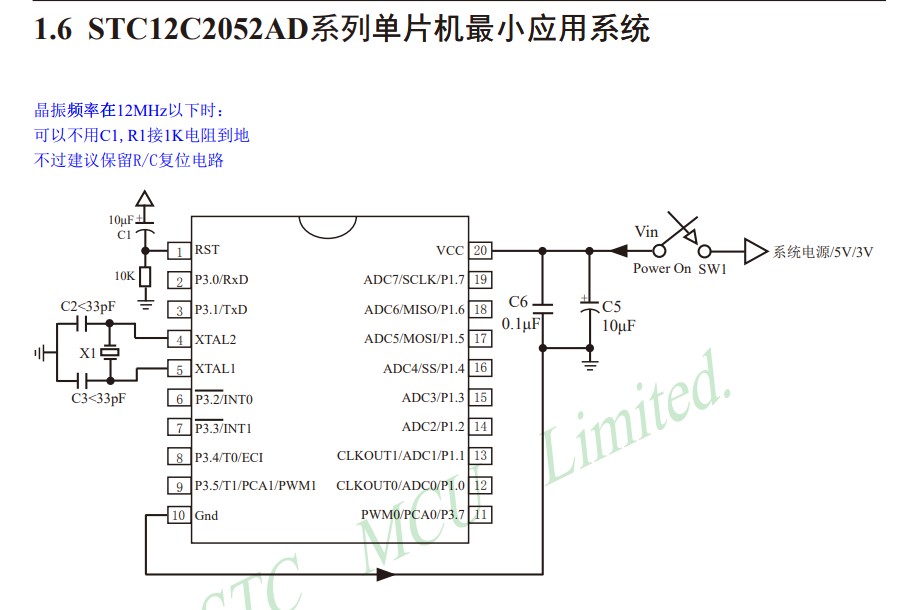 1.6 STC12C2052AD系列单片机最小应用系统
晶振频率在12MHz以下时:
可以不用C1, R1接1K电阻到地
不过建议保留R/C复位电路
10μF +
C1
10K
C2<33pF
X1
C3<33pF
1 RST
2 P3.0/RxD
3 P3.1/TxD
4 XTAL2
5 XTAL1
6 P3.2/INT0
7 P3.3/INT1
8 P3.4/T0/ECI
9 P3.5/T1/PCA1/PWM1
10 Gnd
VCC 20
ADC7/SCLK/P1.7 19
ADC6/MISO/P1.6 18
ADC5/MOSI/P1.5 17
ADC4/SS/P1.4 16
ADC3/P1.3 15
ADC2/P1.2 14
CLKOUT1/ADC1/P1.1 13
CLKOUT0/ADC0/P1.0 12
PWM0/PCA0/P3.7 11
C6
0.1μF
+ C5
10μF
Vin
Power On SW1
系统电源/5V/3V
STC MCU Limited.